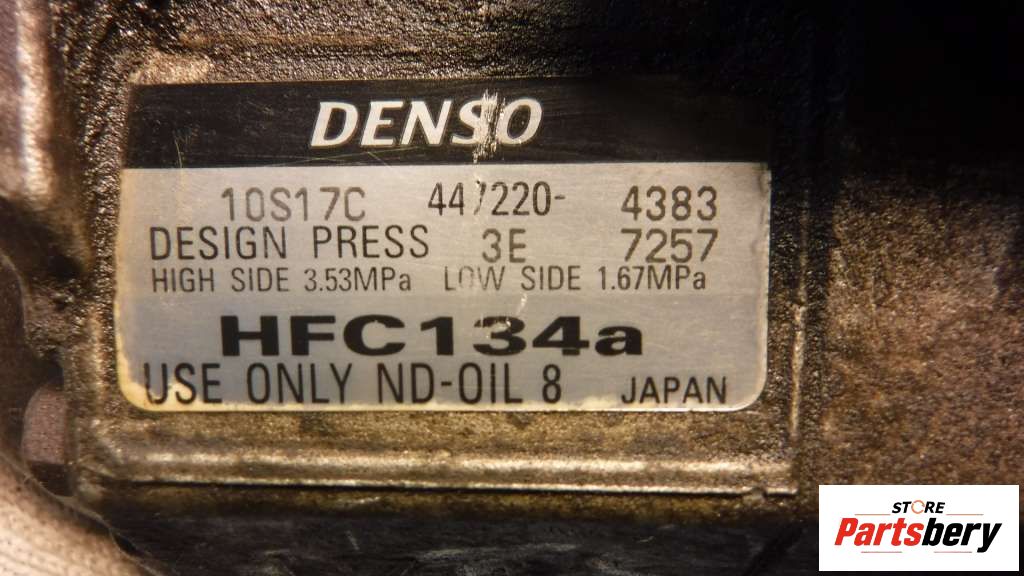 DENSO
10S17C 447220- 4383
DESIGN PRESS 3E 7257
HIGH SIDE 3.53MPa LOW SIDE 1.67MPa
HFC134a
USE ONLY ND-OIL 8 JAPAN
STORE
Partsbery